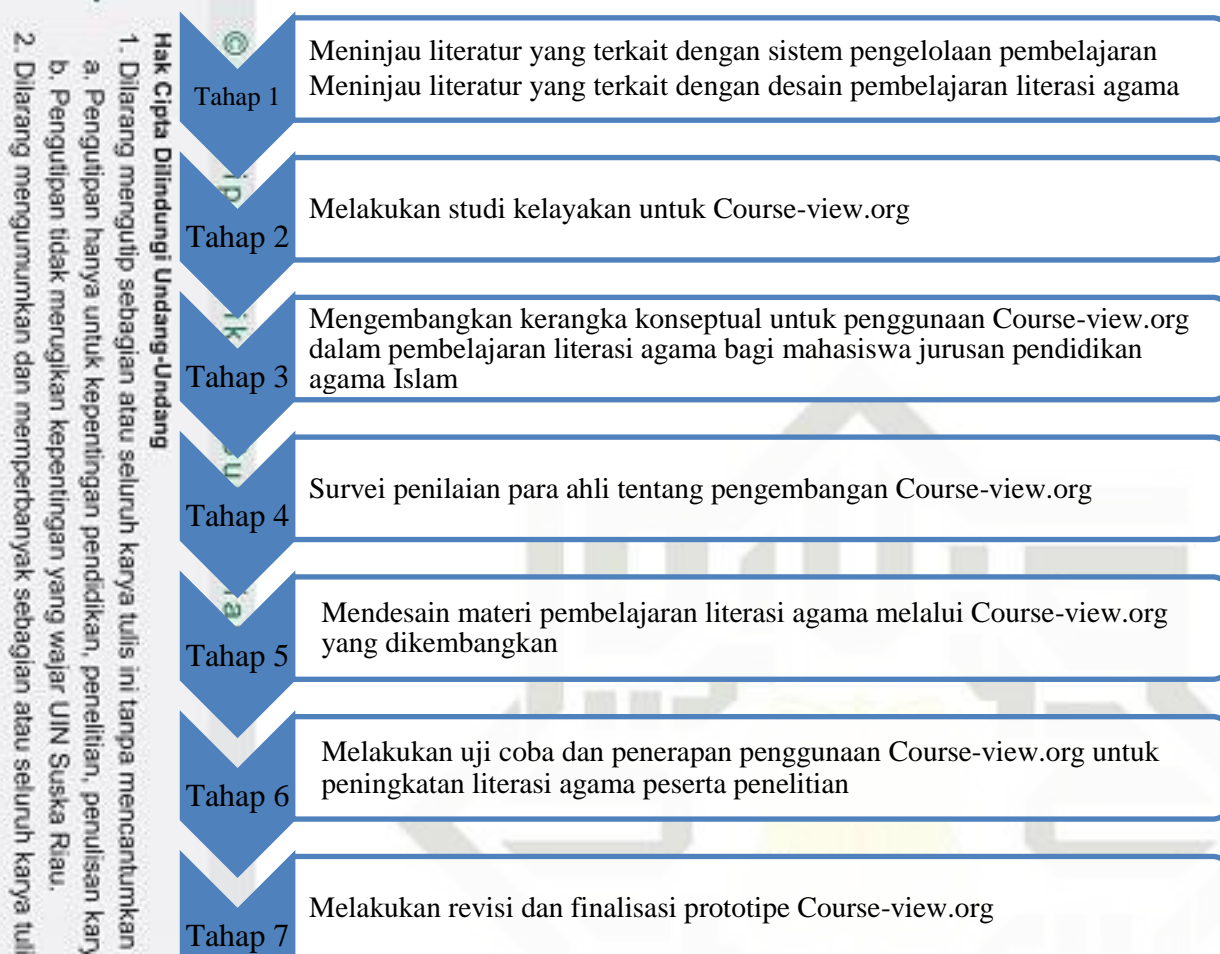 Hak Cipta Dilindungi Undang-Undang
1. Dilarang mengutip sebagian atau seluruh karya tulis ini tanpa mencantumkan
a. Pengutipan hanya untuk kepentingan pendidikan, penelitian, penulisan kary
b. Pengutipan tidak merugikan kepentingan yang wajar UIN Suska Riau.
2. Dilarang mengumumkan dan memperbanyak sebagian atau seluruh karya tuli
©
ip
ik
Tahap 1
Meninjau literatur yang terkait dengan sistem pengelolaan pembelajaran
Meninjau literatur yang terkait dengan desain pembelajaran literasi agama
Tahap 2
Melakukan studi kelayakan untuk Course-view.org
Tahap 3
Mengembangkan kerangka konseptual untuk penggunaan Course-view.org
dalam pembelajaran literasi agama bagi mahasiswa jurusan pendidikan
agama Islam
Tahap 4
Survei penilaian para ahli tentang pengembangan Course-view.org
Tahap 5
Mendesain materi pembelajaran literasi agama melalui Course-view.org
yang dikembangkan
Tahap 6
Melakukan uji coba dan penerapan penggunaan Course-view.org untuk
peningkatan literasi agama peserta penelitian
Tahap 7
Melakukan revisi dan finalisasi prototipe Course-view.org